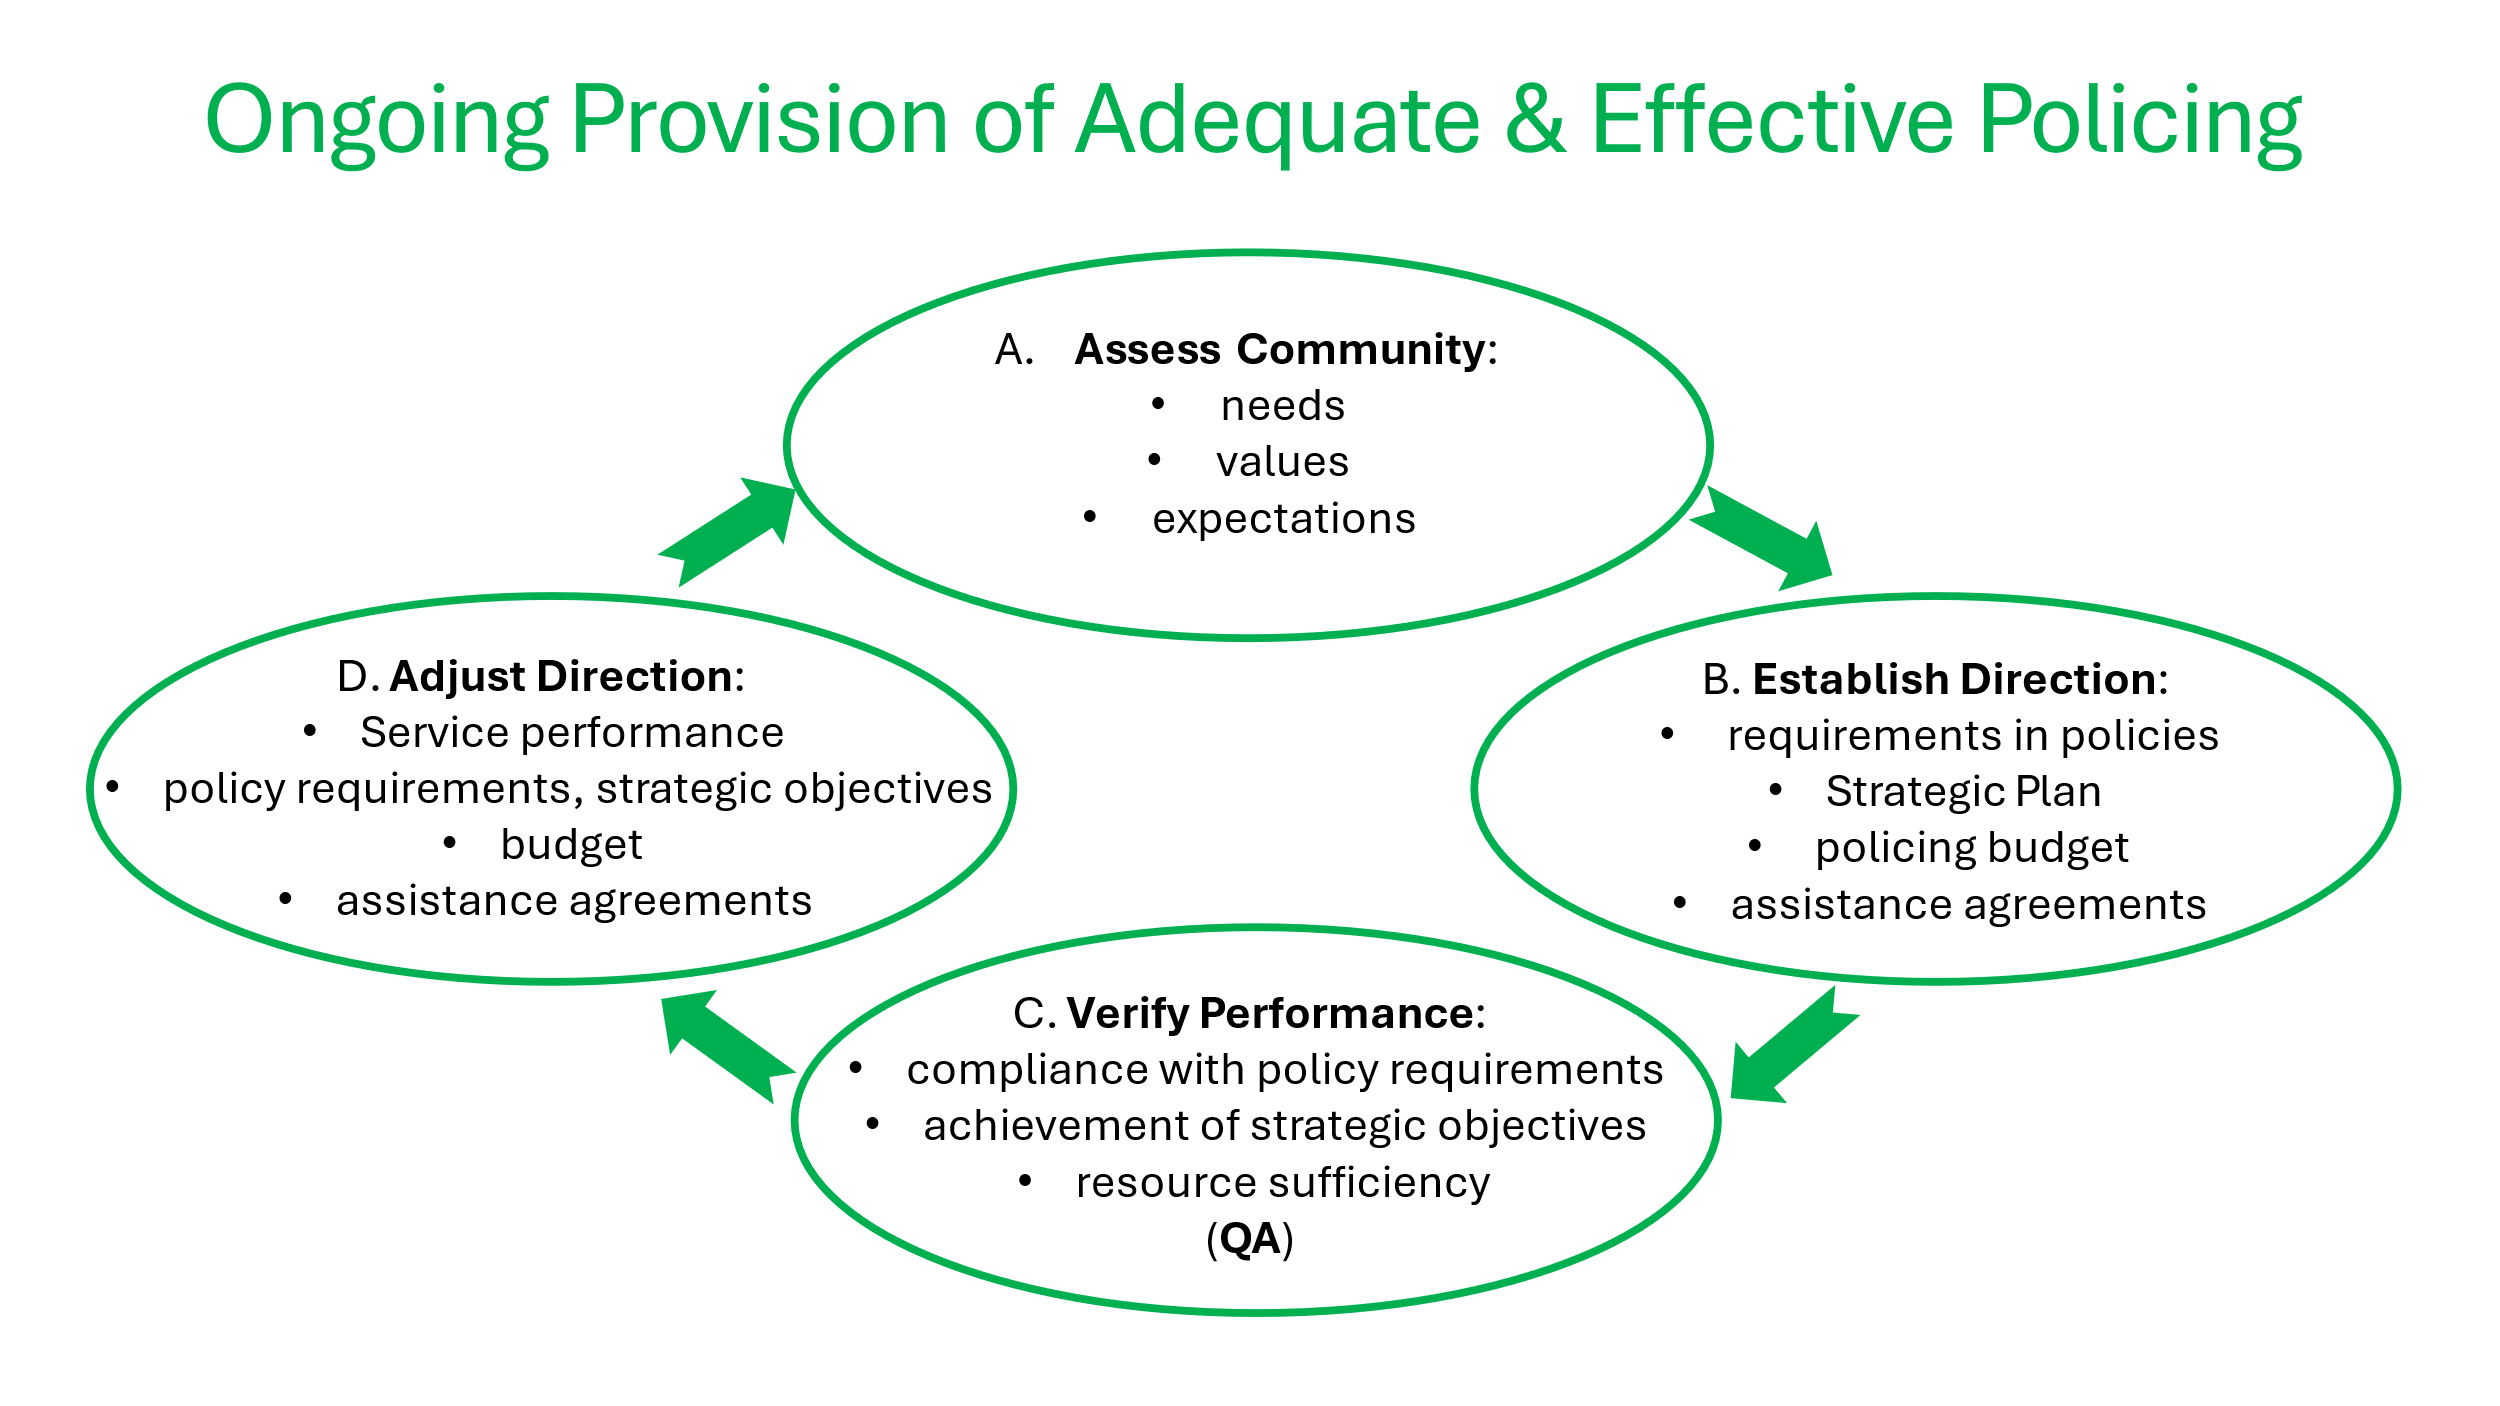 Ongoing Provision of Adequate & Effective Policing
A. Assess Community:
• needs
• values
• expectations
B. Establish Direction:
• requirements in policies
• Strategic Plan
• policing budget
• assistance agreements
C. Verify Performance:
• compliance with policy requirements
• achievement of strategic objectives
• resource sufficiency
(QA)
D. Adjust Direction:
• Service performance
• policy requirements, strategic objectives
• budget
• assistance agreements